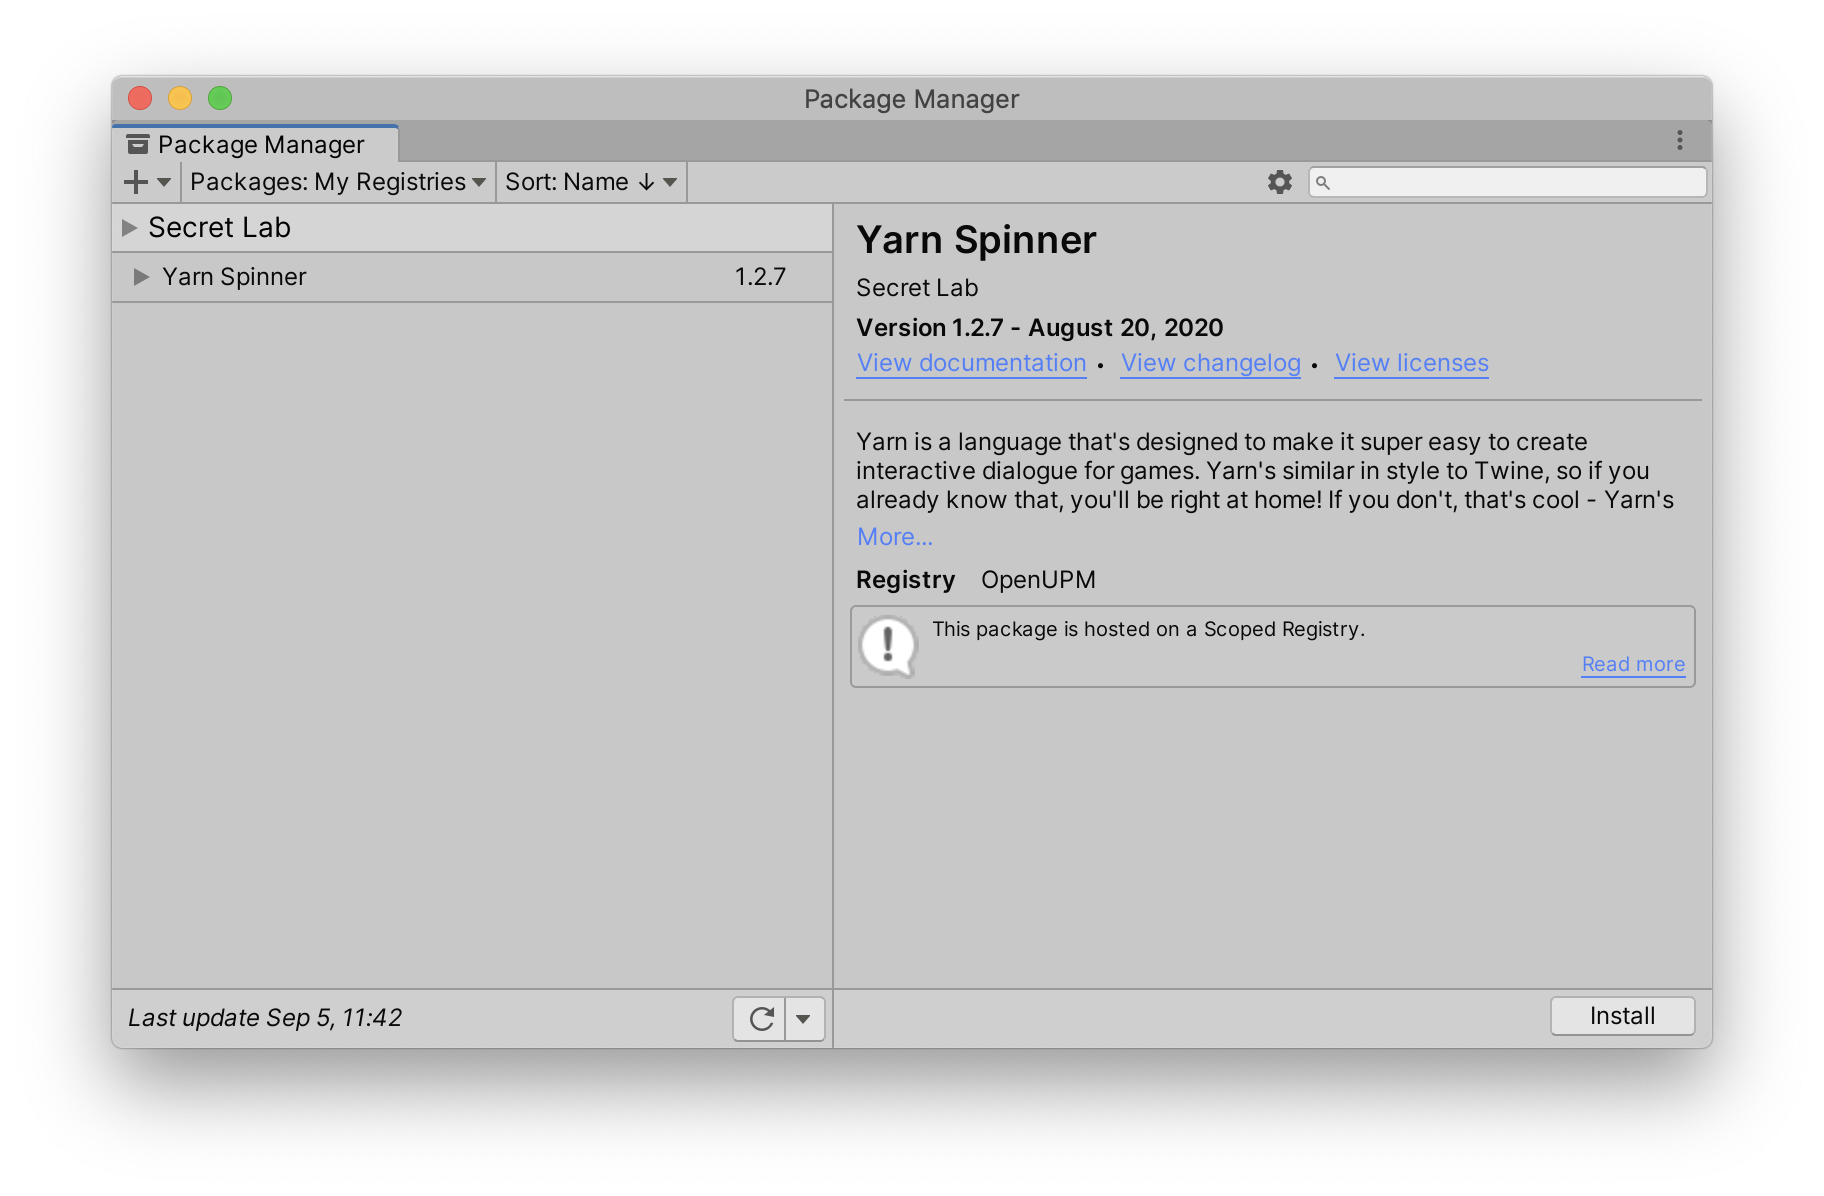 Package Manager
Package Manager
Packages: My Registries
Sort: Name ↓
Secret Lab
Yarn Spinner 1.2.7
Yarn Spinner
Secret Lab
Version 1.2.7 - August 20, 2020
View documentation • View changelog • View licenses
Yarn is a language that's designed to make it super easy to create
interactive dialogue for games. Yarn's similar in style to Twine, so if you
already know that, you'll be right at home! If you don't, that's cool - Yarn's
More...
Registry OpenUPM
This package is hosted on a Scoped Registry.
Read more
Last update Sep 5, 11:42
Install